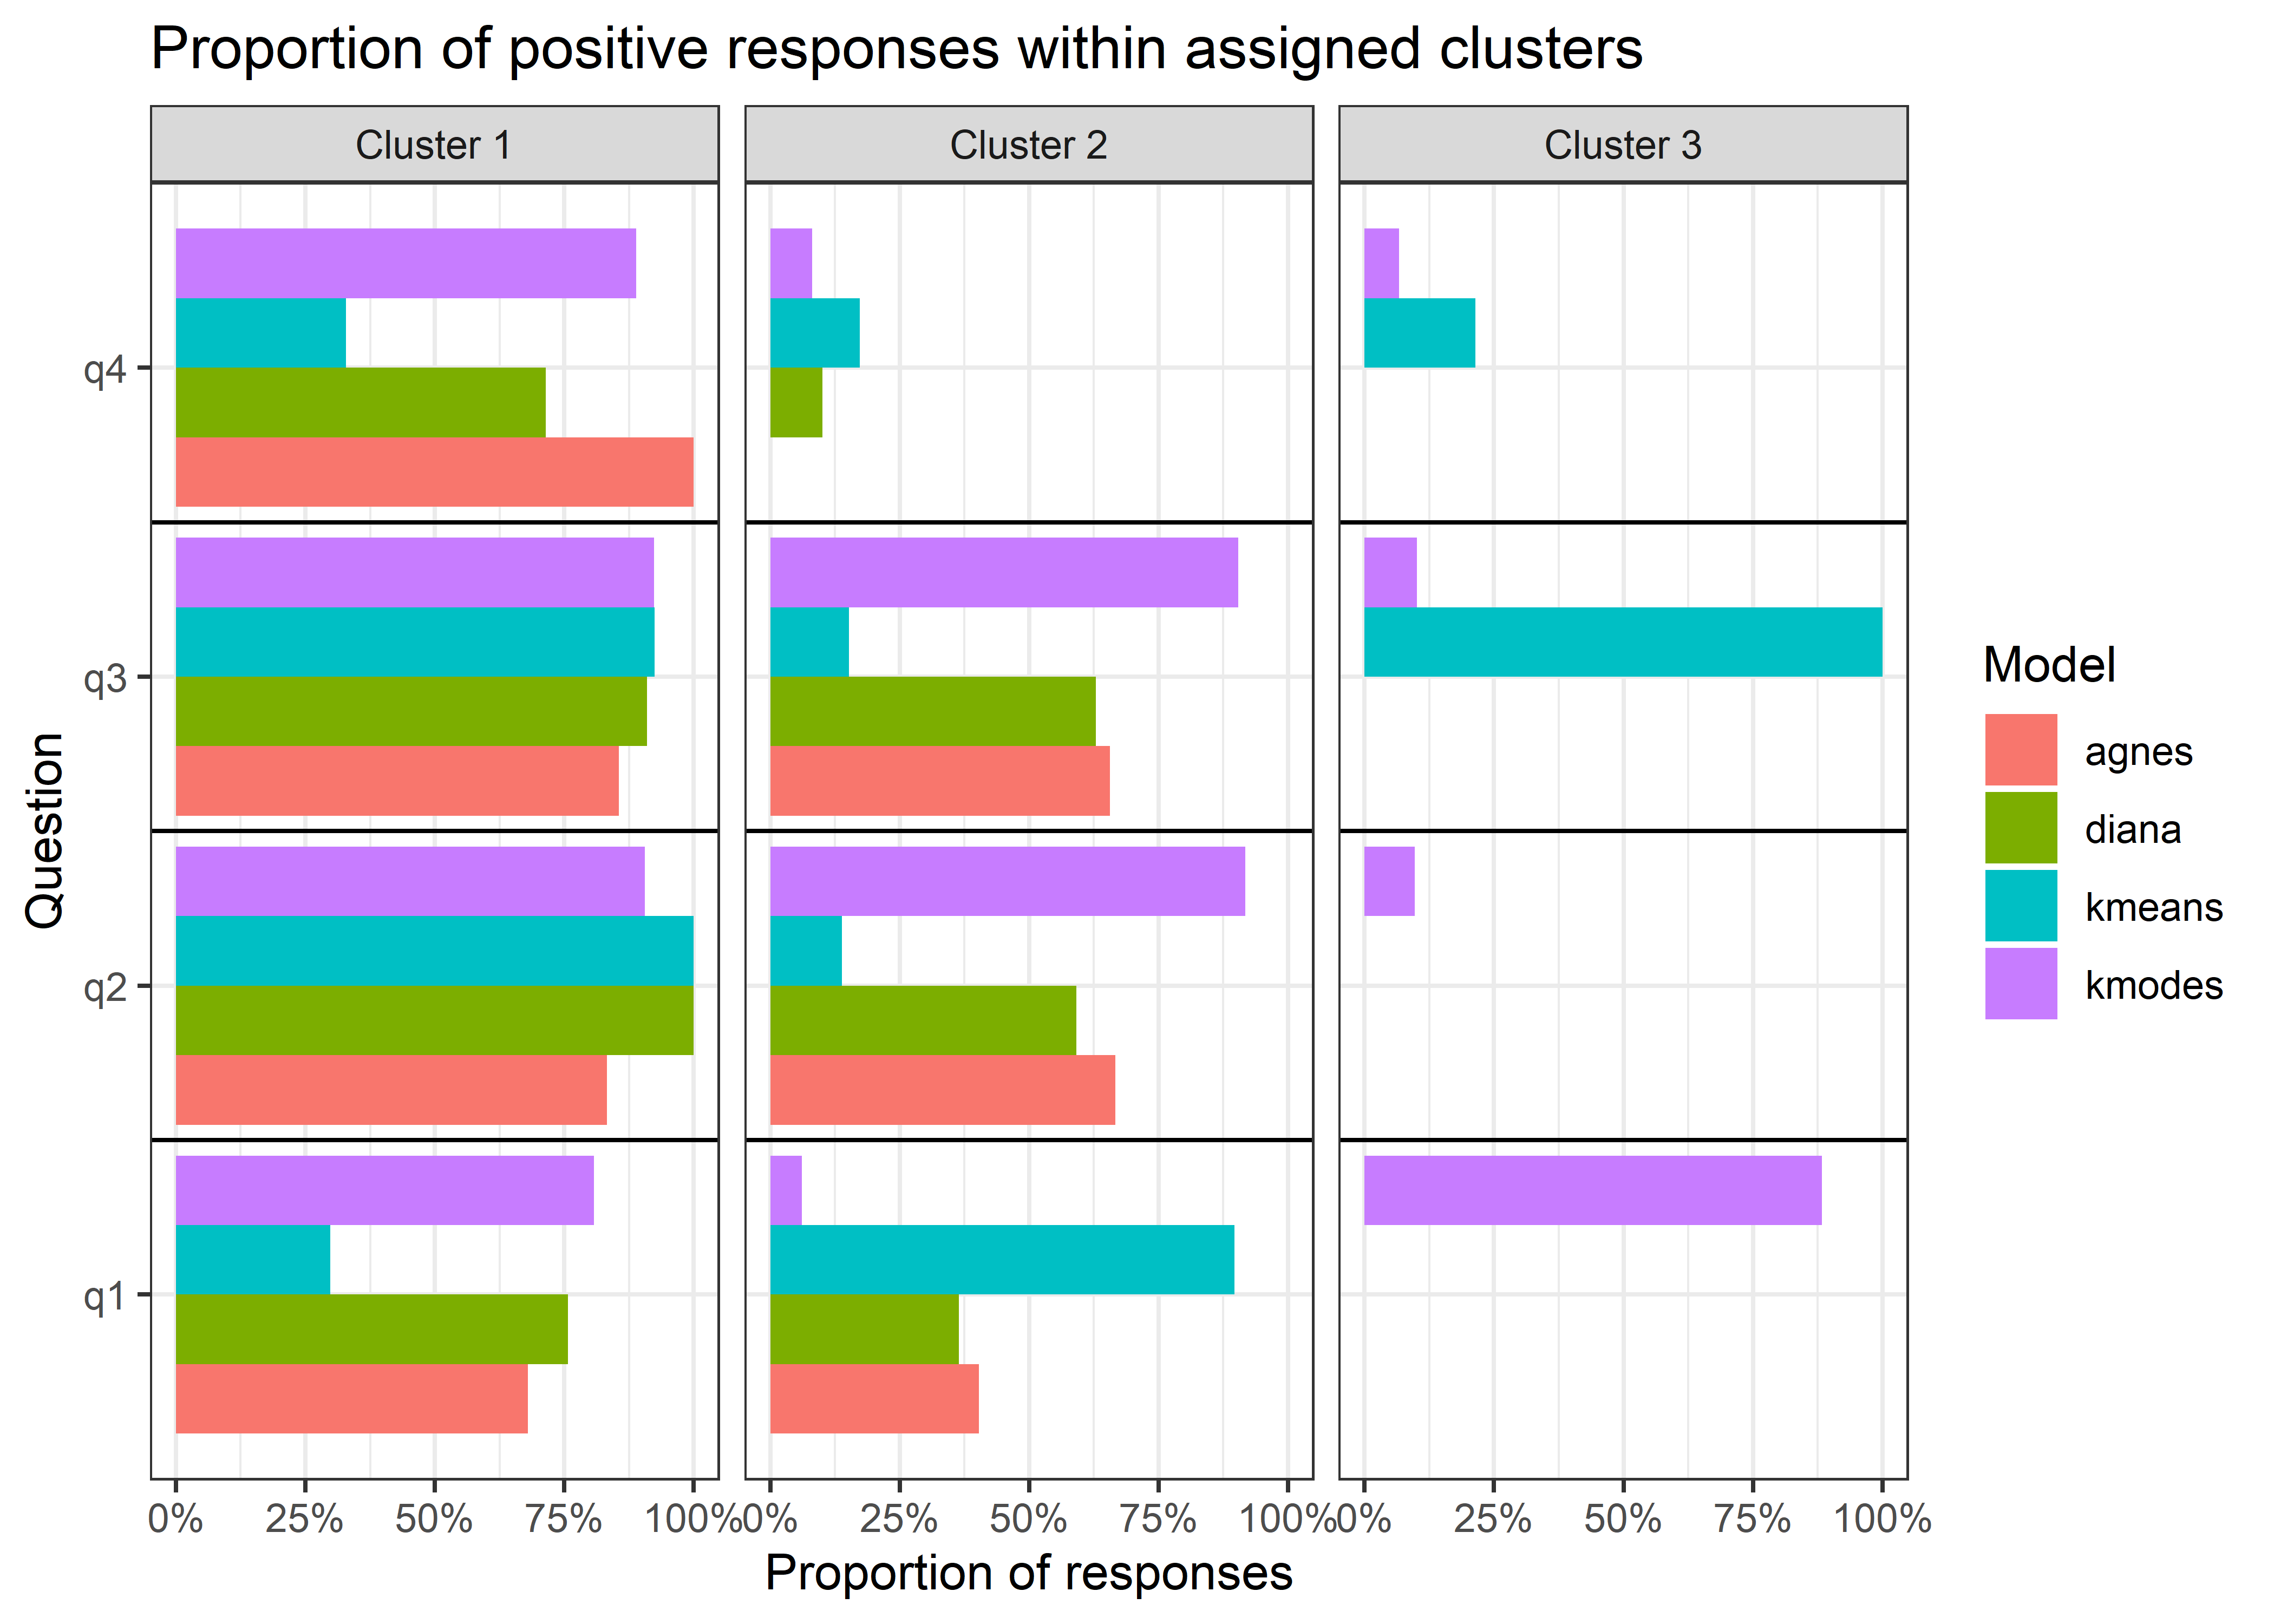 Proportion of positive responses within assigned clusters
Cluster 1
Cluster 2
Cluster 3
q4
q3
q2
q1
Question
0% 25% 50% 75% 100%
0% 25% 50% 75% 100%
0% 25% 50% 75% 100%
Proportion of responses
Model
agnes
diana
kmeans
kmodes